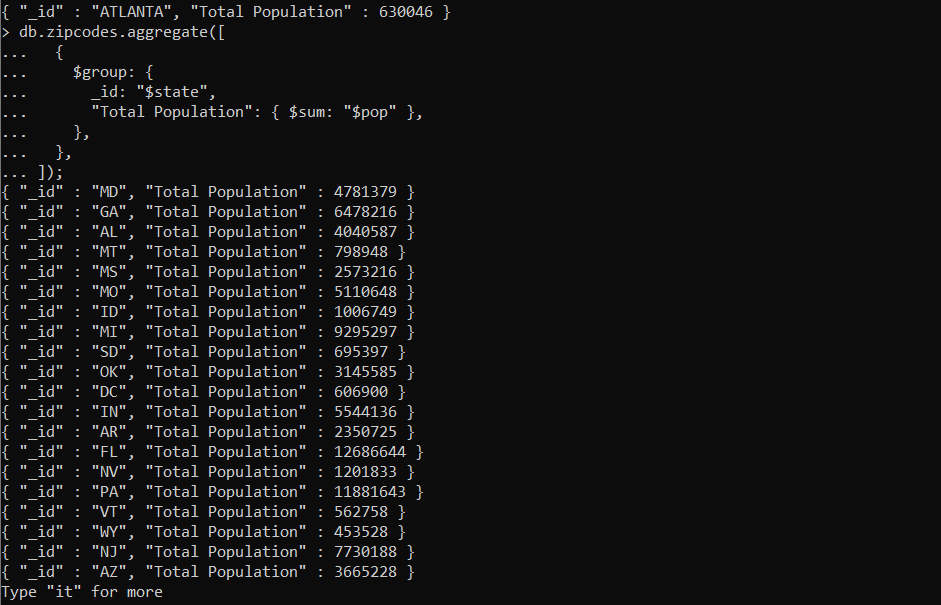 { "_id" : "ATLANTA", "Total Population" : 630046 }
> db.zipcodes.aggregate([
...   {
...     $group: {
...       _id: "$state",
...       "Total Population": { $sum: "$pop" },
...     },
...   },
... ]);
{ "_id" : "MD", "Total Population" : 4781379 }
{ "_id" : "GA", "Total Population" : 6478216 }
{ "_id" : "AL", "Total Population" : 4040587 }
{ "_id" : "MT", "Total Population" : 798948 }
{ "_id" : "MS", "Total Population" : 2573216 }
{ "_id" : "MO", "Total Population" : 5110648 }
{ "_id" : "ID", "Total Population" : 1006749 }
{ "_id" : "MI", "Total Population" : 9295297 }
{ "_id" : "SD", "Total Population" : 695397 }
{ "_id" : "OK", "Total Population" : 3145585 }
{ "_id" : "DC", "Total Population" : 606900 }
{ "_id" : "IN", "Total Population" : 5544136 }
{ "_id" : "AR", "Total Population" : 2350725 }
{ "_id" : "FL", "Total Population" : 12686644 }
{ "_id" : "NV", "Total Population" : 1201833 }
{ "_id" : "PA", "Total Population" : 11881643 }
{ "_id" : "VT", "Total Population" : 562758 }
{ "_id" : "WY", "Total Population" : 453528 }
{ "_id" : "NJ", "Total Population" : 7730188 }
{ "_id" : "AZ", "Total Population" : 3665228 }
Type "it" for more